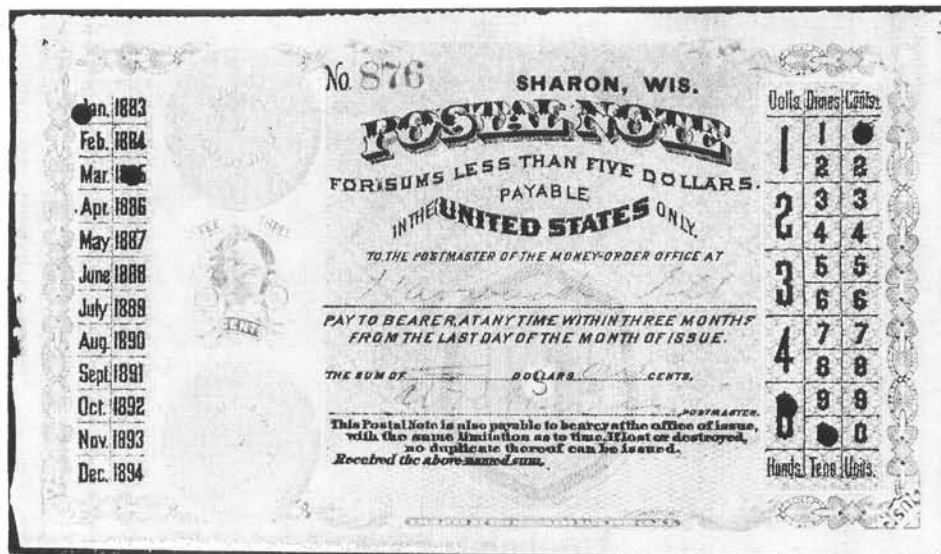 No. 876
SHARON, WIS.
POSTAL NOTE
FOR SUMS LESS THAN FIVE DOLLARS.
PAYABLE
IN THE UNITED STATES ONLY.
TO THE POSTMASTER OF THE MONEY-ORDER OFFICE AT
PAY TO BEARER, AT ANY TIME WITHIN THREE MONTHS
FROM THE LAST DAY OF THE MONTH OF ISSUE.
THE SUM OF DOLLARS CENTS,
POSTMASTER.
This Postal Note is also payable to bearer at the office of issue,
with the same limitation as to time. If lost or destroyed,
no duplicate thereof can be issued.
Received the above-named sum,
Jan. 1883
Feb. 1884
Mar.
Apr. 1886
May 1887
June 1888
July 1889
Aug. 1890
Sept. 1891
Oct. 1892
Nov. 1893
Dec. 1894
FEE THREE
CENTS
Dolls. Dimes Cents.
1 1
2 2
2 3 3
4 4
3 5 5
6 6
4 7 7
8 8
0 9 9
0
Hunds. Tens Units.